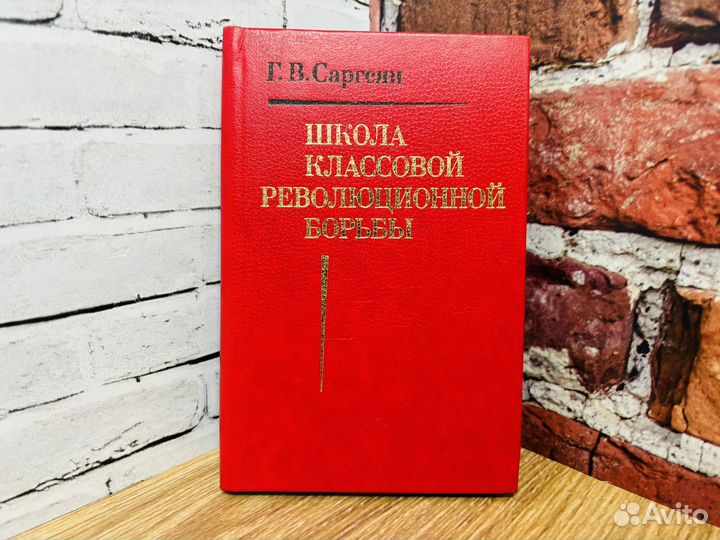 Г. В. Саргсян
ШКОЛА
КЛАССОВОЙ
РЕВОЛЮЦИОННОЙ
БОРЬБЫ
Avito